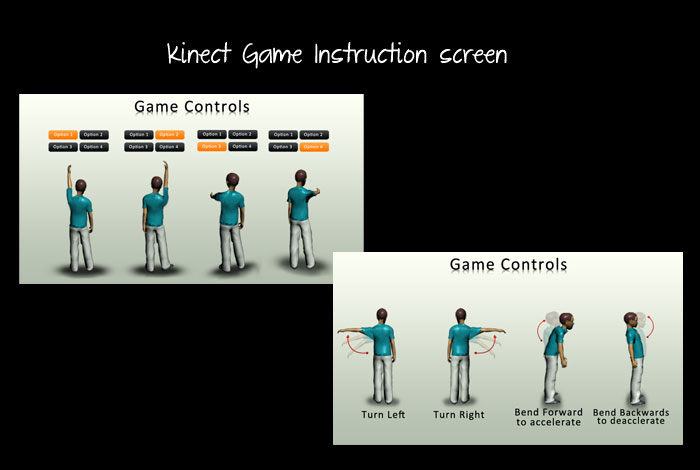 Kinect Game Instruction screen
Game Controls
Option 1 Option 2 Option 1 Option 2 Option 1 Option 2 Option 1 Option 2
Option 3 Option 4 Option 3 Option 4 Option 3 Option 4 Option 3 Option 4
Game Controls
Turn Left
Turn Right
Bend Forward
to accelerate
Bend Backwards
to deacclerate